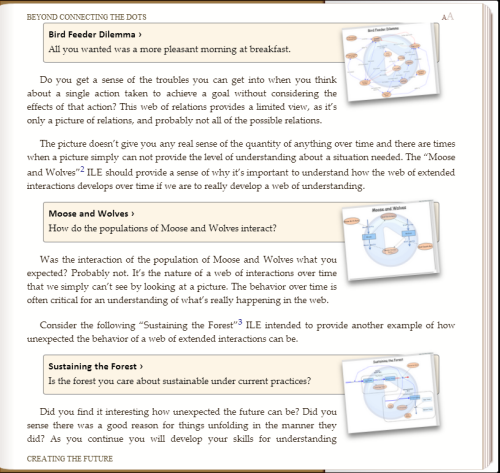 BEYOND CONNECTING THE DOTS
AA
Bird Feeder Dilemma ›
All you wanted was a more pleasant morning at breakfast.
Bird Feeder Dilemma
Do you get a sense of the troubles you can get into when you think
about a single action taken to achieve a goal without considering the
effects of that action? This web of relations provides a limited view, as it's
only a picture of relations, and probably not all of the possible relations.
The picture doesn't give you any real sense of the quantity of anything over time and there are times
when a picture simply can not provide the level of understanding about a situation needed. The “Moose
and Wolves”2 ILE should provide a sense of why it's important to understand how the web of extended
interactions develops over time if we are to really develop a web of understanding.
Moose and Wolves ›
How do the populations of Moose and Wolves interact?
Moose and Wolves
Was the interaction of the population of Moose and Wolves what you
expected? Probably not. It's the nature of a web of interactions over time
that we simply can't see by looking at a picture. The behavior over time is
often critical for an understanding of what's really happening in the web.
Consider the following “Sustaining the Forest”3 ILE intended to provide another example of how
unexpected the behavior of a web of extended interactions can be.
Sustaining the Forest ›
Is the forest you care about sustainable under current practices?
Sustaining the Forest
Did you find it interesting how unexpected the future can be? Did you
sense there was a good reason for things unfolding in the manner they
did? As you continue you will develop your skills for understanding
CREATING THE FUTURE